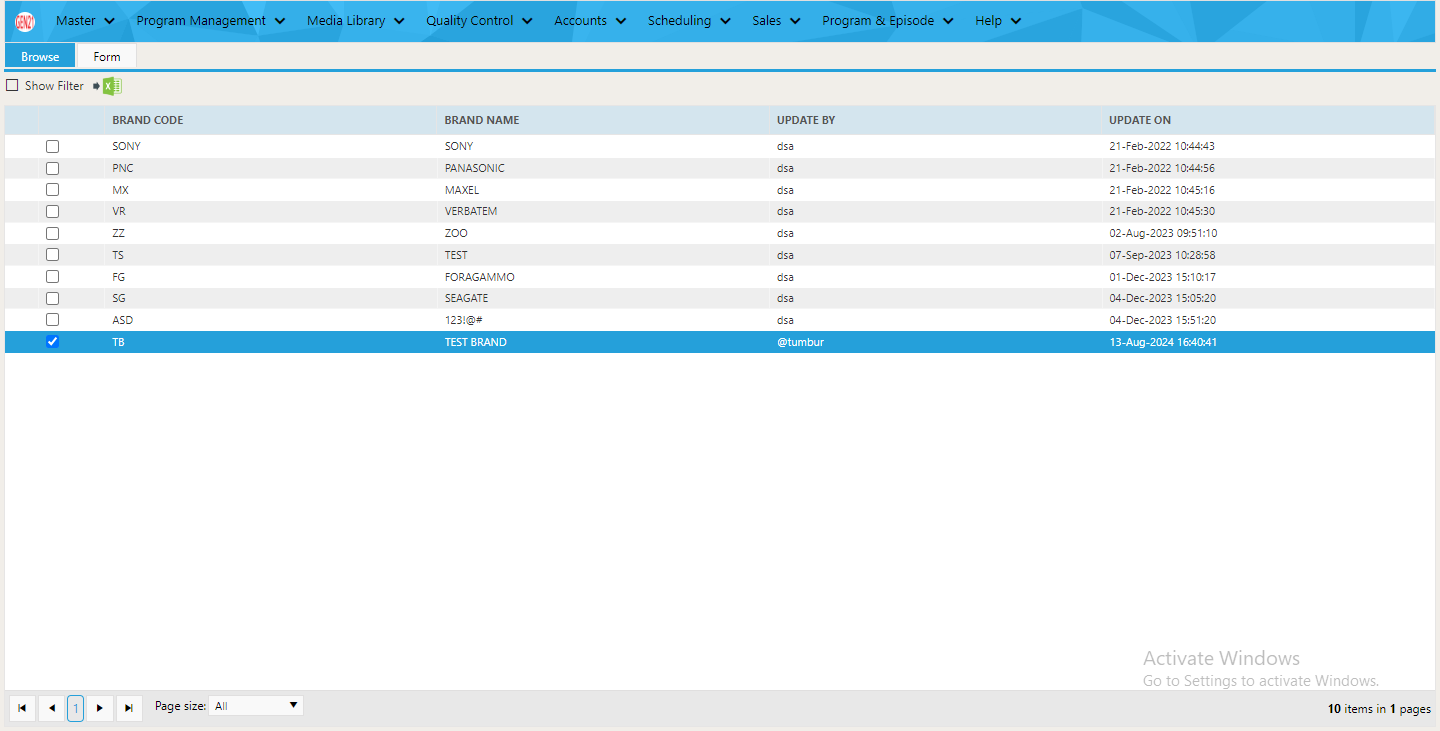 GEN21 Master Program Management Media Library Quality Control Accounts Scheduling Sales Program & Episode Help
Browse Form
Show Filter
BRAND CODE BRAND NAME UPDATE BY UPDATE ON
SONY SONY dsa 21-Feb-2022 10:44:43
PNC PANASONIC dsa 21-Feb-2022 10:44:56
MX MAXEL dsa 21-Feb-2022 10:45:16
VR VERBATEM dsa 21-Feb-2022 10:45:30
ZZ ZOO dsa 02-Aug-2023 09:51:10
TS TEST dsa 07-Sep-2023 10:28:58
FG FORAGAMMO dsa 01-Dec-2023 15:10:17
SG SEAGATE dsa 04-Dec-2023 15:05:20
ASD 123!@# dsa 04-Dec-2023 15:51:20
TB TEST BRAND @tumbur 13-Aug-2024 16:40:41
Activate Windows
Go to Settings to activate Windows.
1 Page size: All 10 items in 1 pages